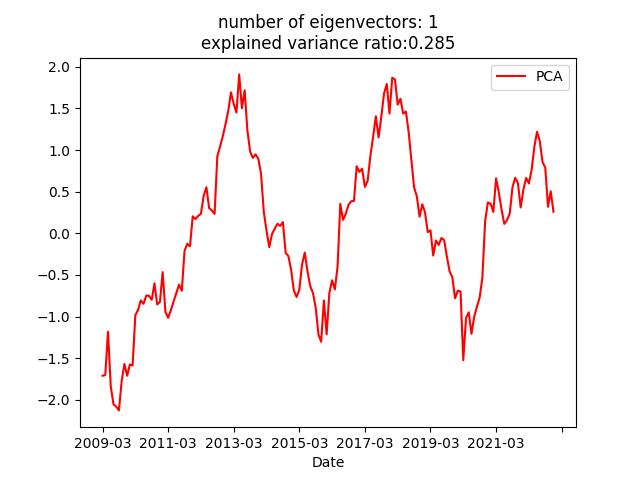 number of eigenvectors: 1
explained variance ratio:0.285
PCA
2.0
1.5
1.0
0.5
0.0
−0.5
−1.0
−1.5
−2.0
2009-03 2011-03 2013-03 2015-03 2017-03 2019-03 2021-03
Date